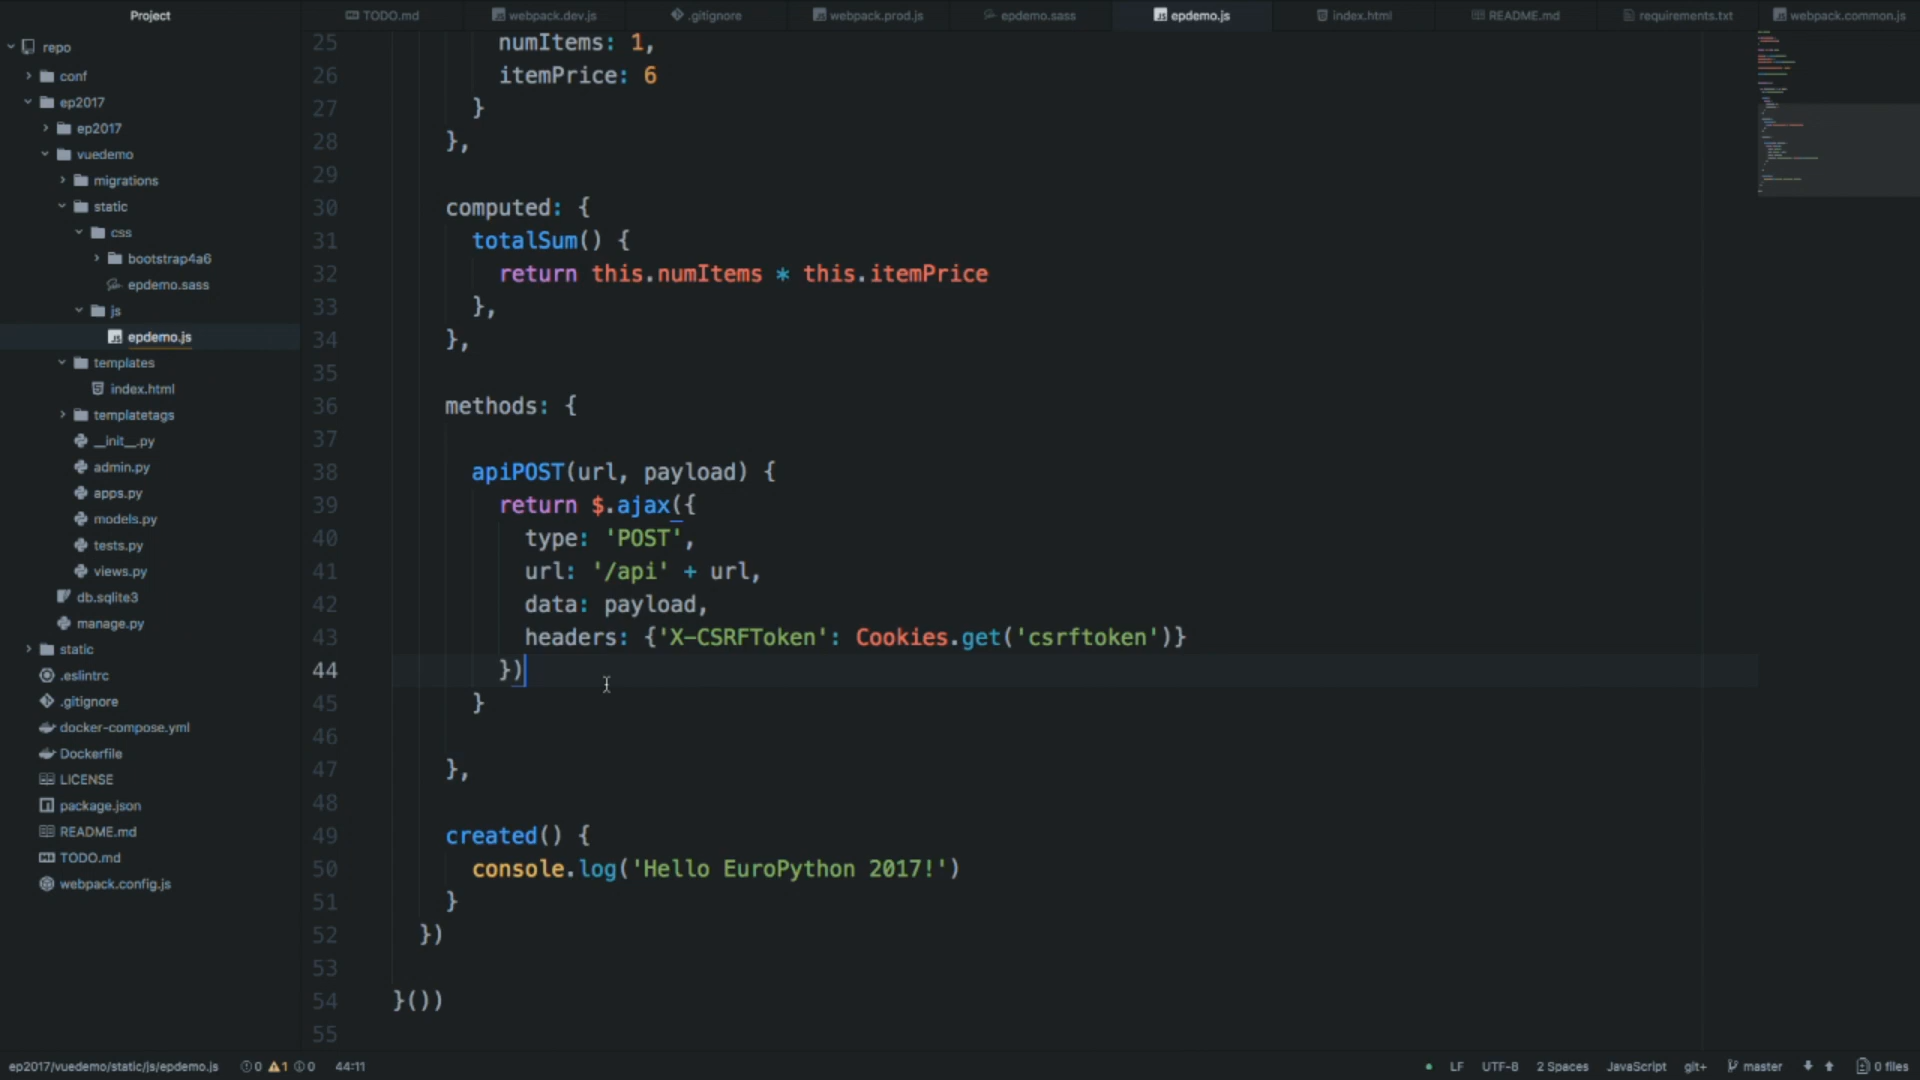 Project
TODO.md
webpack.dev.js
.gitignore
webpack.prod.js
epdemo.sass
epdemo.js
index.html
README.md
requirements.txt
webpack.common.js
repo
conf
ep2017
ep2017
vuedemo
migrations
static
css
bootstrap4a6
epdemo.sass
js
epdemo.js
templates
index.html
templatetags
__init__.py
admin.py
apps.py
models.py
tests.py
views.py
db.sqlite3
manage.py
static
.eslintrc
.gitignore
docker-compose.yml
Dockerfile
LICENSE
package.json
README.md
TODO.md
webpack.config.js
25 numItems: 1,
26 itemPrice: 6
27 }
28 },
29
30 computed: {
31 totalSum() {
32 return this.numItems * this.itemPrice
33 },
34 },
35
36 methods: {
37
38 apiPOST(url, payload) {
39 return $.ajax({
40 type: 'POST',
41 url: '/api' + url,
42 data: payload,
43 headers: {'X-CSRFToken': Cookies.get('csrftoken')}
44 })
45 }
46
47 },
48
49 created() {
50 console.log('Hello EuroPython 2017!')
51 }
52 })
53
54 }())
55
ep2017/vuedemo/static/js/epdemo.js 0 1 0 44:11 LF UTF-8 2 Spaces JavaScript git+ master 0 files